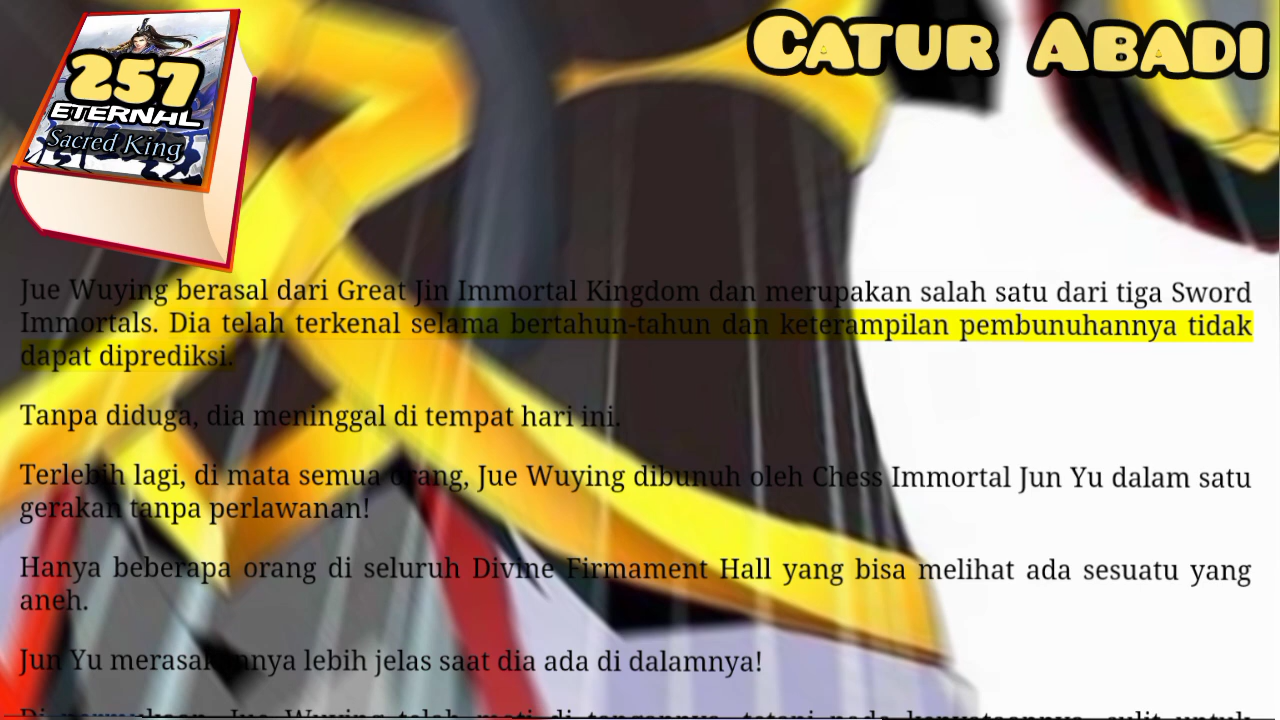 CATUR ABADI
257
ETERNAL
Sacred King
Jue Wuying berasal dari Great Jin Immortal Kingdom dan merupakan salah satu dari tiga Sword
Immortals. Dia telah terkenal selama bertahun-tahun dan keterampilan pembunuhannya tidak
dapat diprediksi.
Tanpa diduga, dia meninggal di tempat hari ini.
Terlebih lagi, di mata semua orang, Jue Wuying dibunuh oleh Chess Immortal Jun Yu dalam satu
gerakan tanpa perlawanan!
Hanya beberapa orang di seluruh Divine Firmament Hall yang bisa melihat ada sesuatu yang
aneh.
Jun Yu merasakannya lebih jelas saat dia ada di dalamnya!